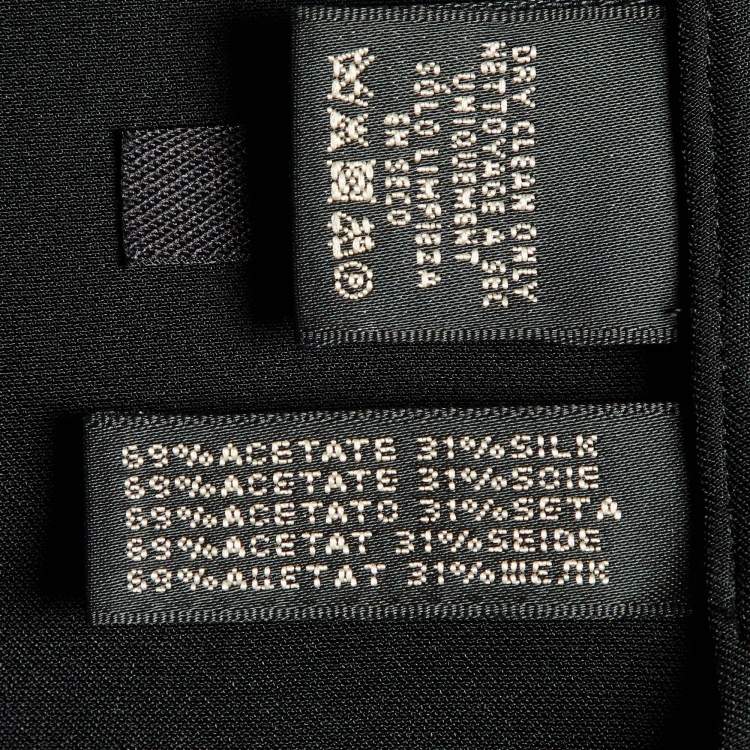 DRY CLEAN ONLY
NETTOYAGE A SEC
UNIQUEMENT
SÓLO LIMPIEZA
EN SECO
69%ACETATE 31%SILK
69%ACETATE 31%SOIE
69%ACETATO 31%SETA
69%ACETAT 31%SEIDE
69%АЦЕТАТ 31%ШЕЛК